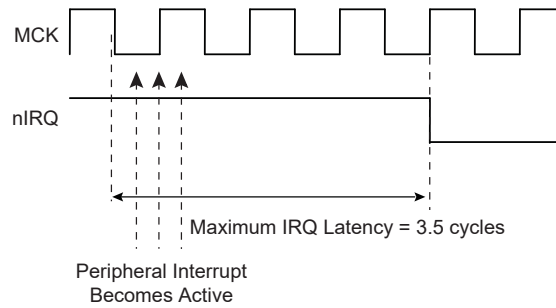 MCK
nIRQ
Maximum IRQ Latency = 3.5 cycles
Peripheral Interrupt
Becomes Active